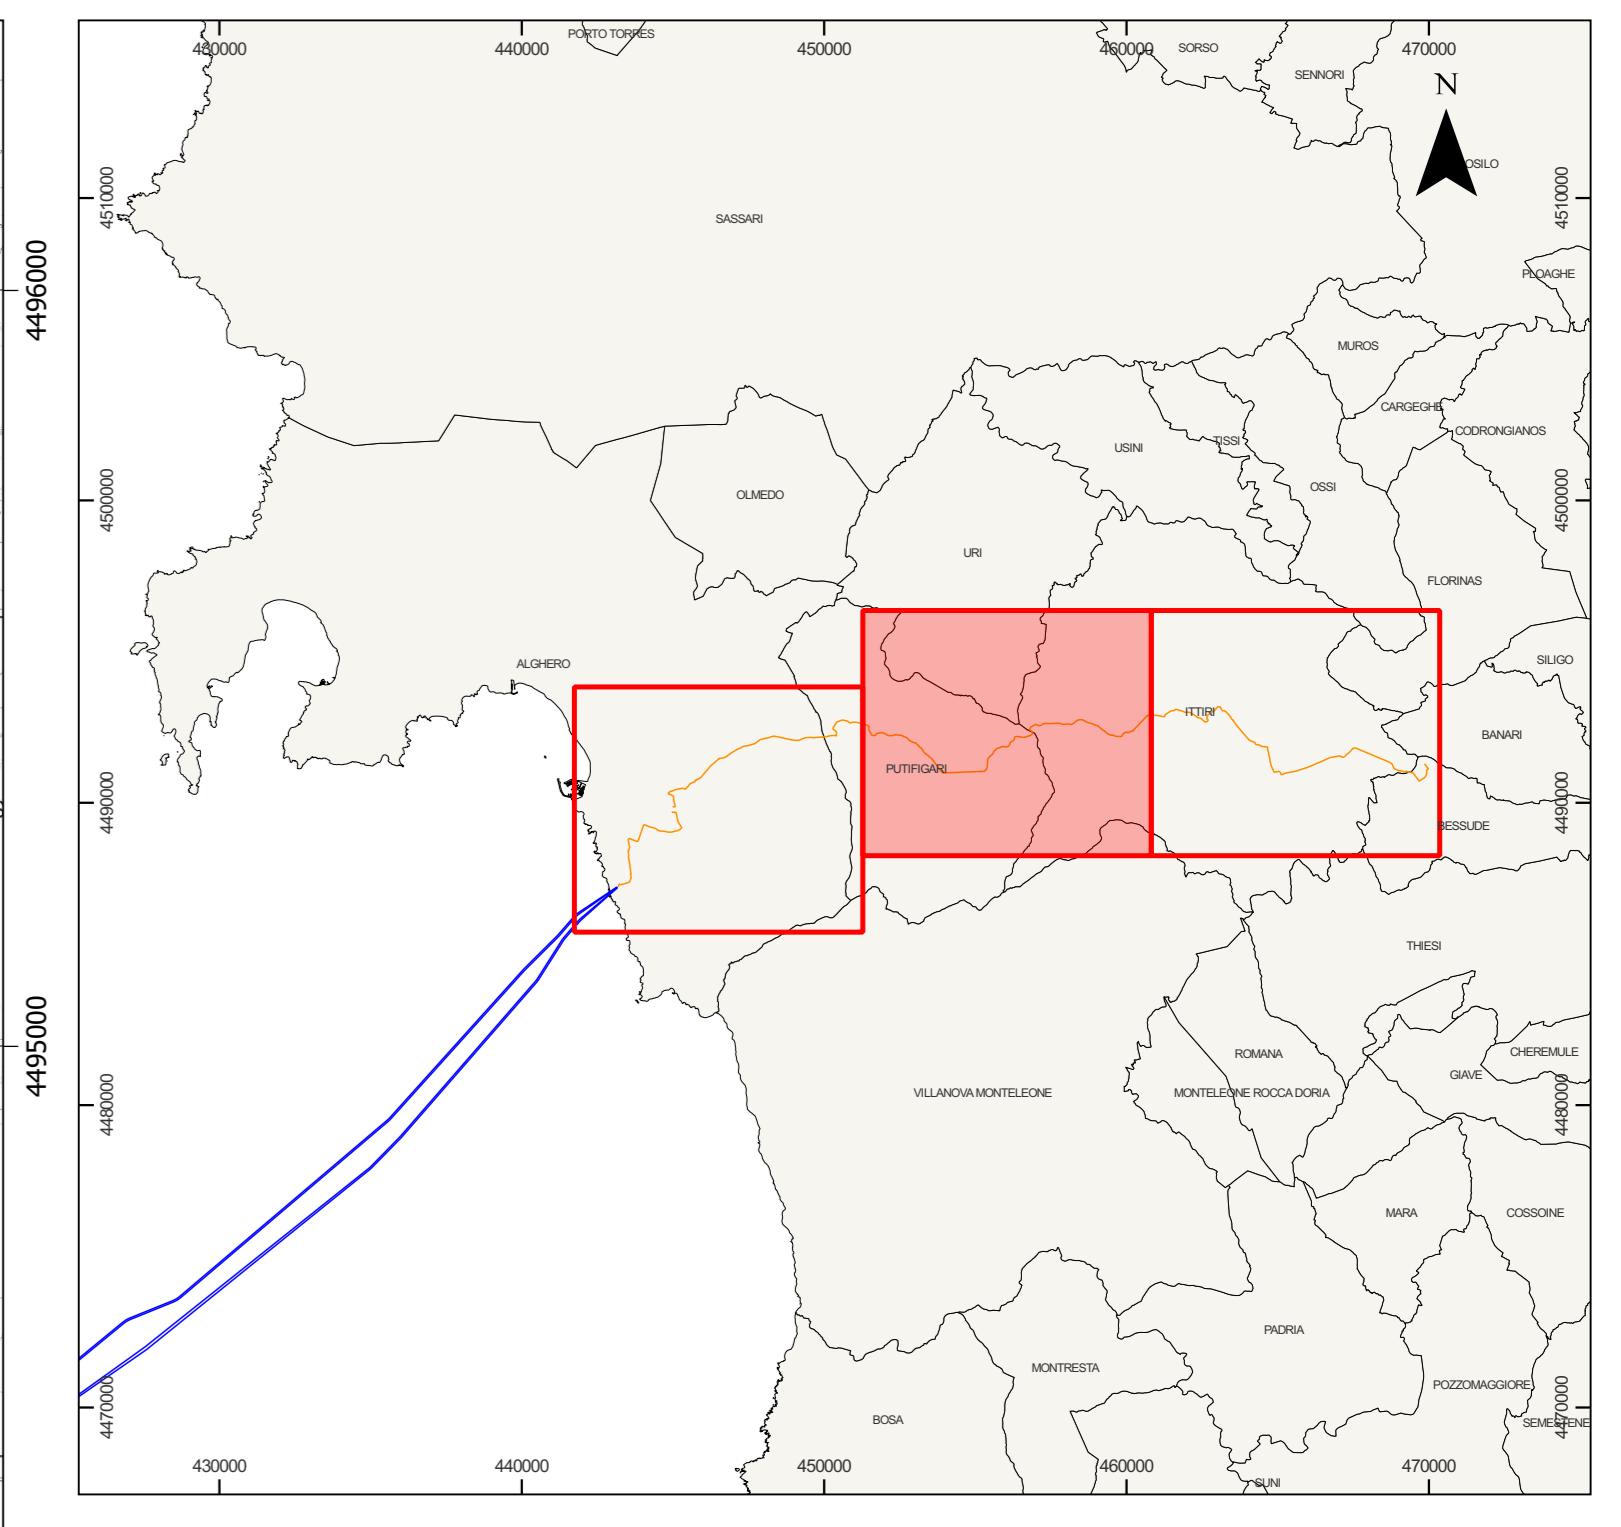 PORTO TORRES
430000 440000 450000 460000 470000
SORSO
SENNORI
N
OSILO
4510000 4510000
SASSARI
4496000
PLOAGHE
MUROS
CARGEGHE
CODRONGIANOS
TISSI
USINI
OSSI
OLMEDO
4500000 4500000
URI
FLORINAS
ALGHERO
SILIGO
ITTIRI
BANARI
PUTIFIGARI
4490000 4490000
BESSUDE
THIESI
4495000
ROMANA
CHEREMULE
GIAVE
VILLANOVA MONTELEONE
MONTELEONE ROCCA DORIA
4480000 4480000
MARA
COSSOINE
PADRIA
MONTRESTA
POZZOMAGGIORE
4470000 4470000
BOSA
SEMESTENE
430000 440000 450000 460000 470000
SUNI